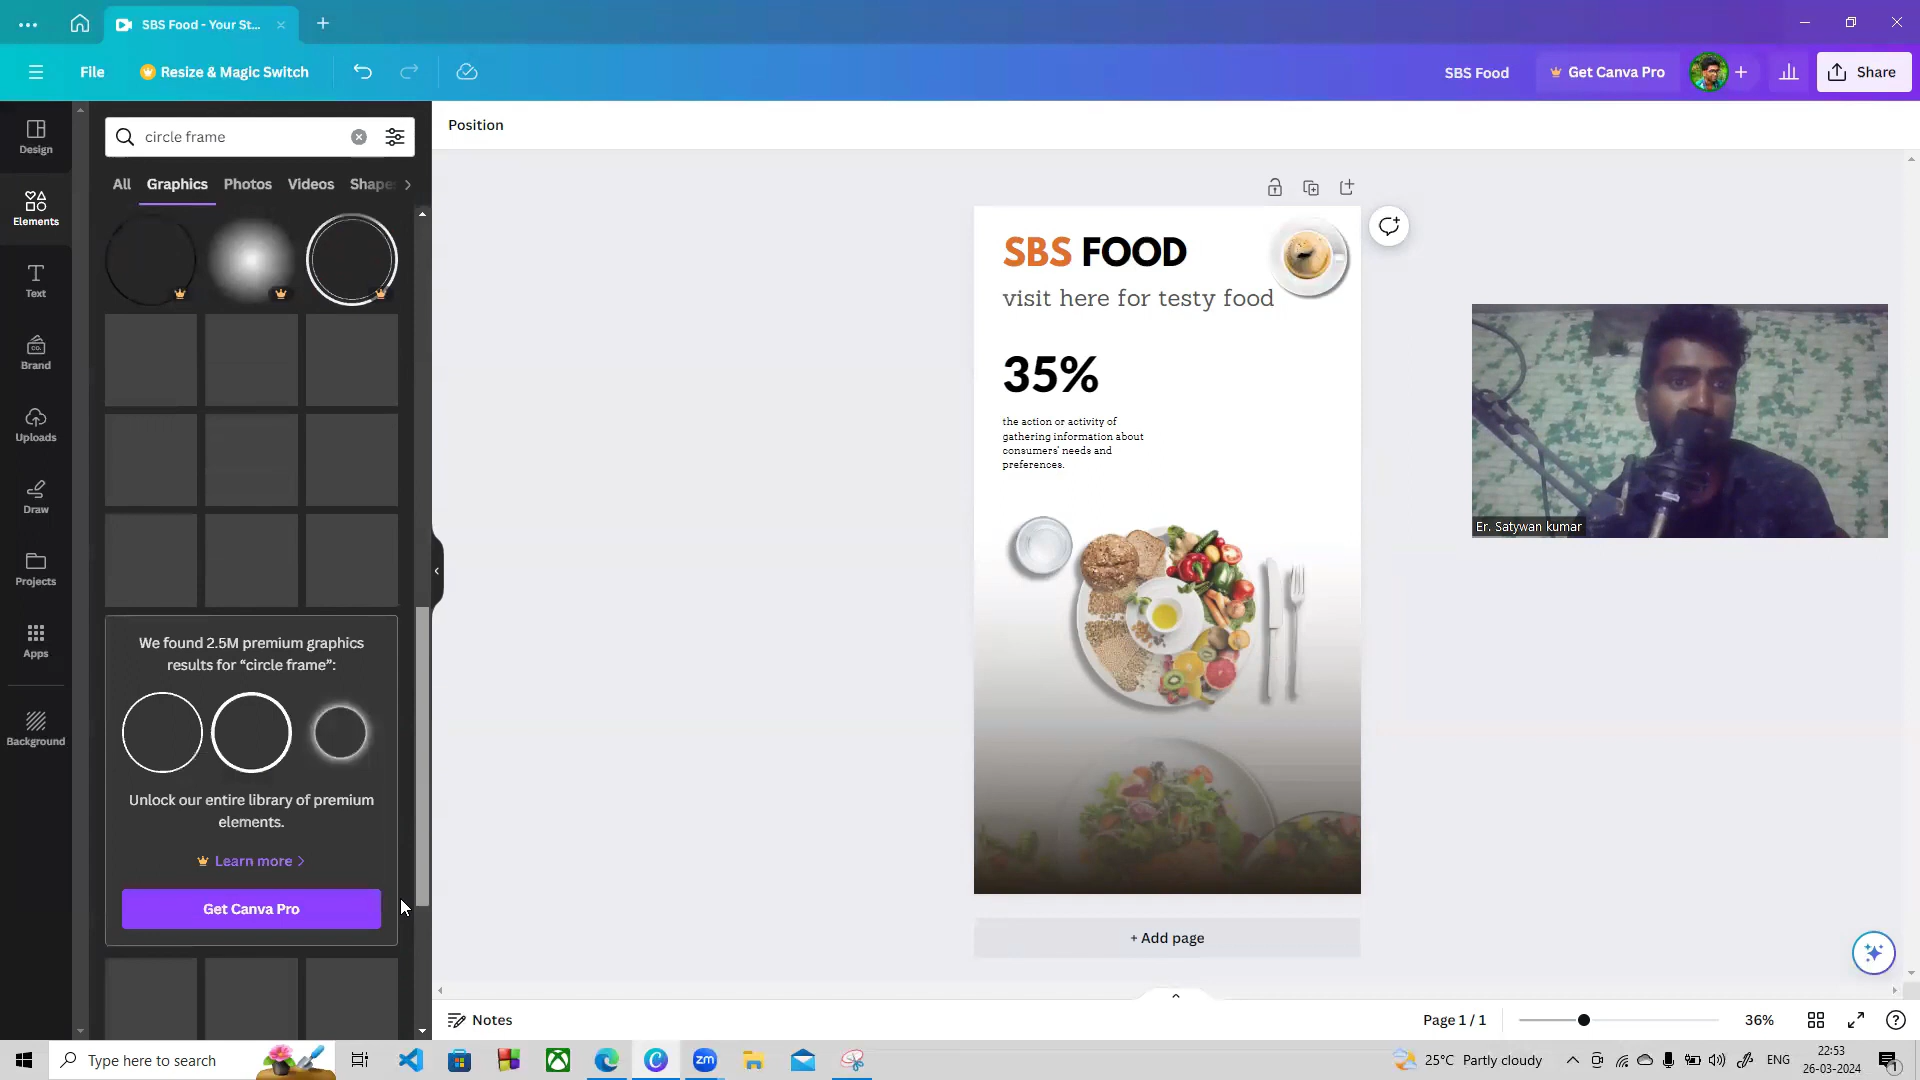 SBS Food - Your St...
File
Resize & Magic Switch
SBS Food
Get Canva Pro
Share
Design
Elements
Text
Brand
CO.
Uploads
Draw
Projects
Apps
Background
circle frame
All
Graphics
Photos
Videos
Shape
We found 2.5M premium graphics
results for “circle frame”:
Unlock our entire library of premium
elements.
Learn more
Get Canva Pro
Position
SBS FOOD
visit here for testy food
35%
the action or activity of
gathering information about
consumers' needs and
preferences.
+ Add page
Er. Satywan kumar
Notes
Page 1 / 1
36%
Type here to search
C
zm
25°C Partly cloudy
ENG
22:53
26-03-2024
1